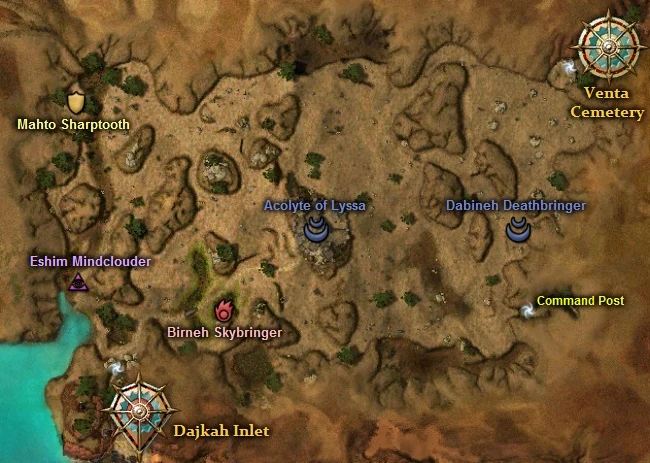 Venta
Cemetery
Mahto Sharptooth
Acolyte of Lyssa
Dabineh Deathbringer
Eshim Mindclouder
Command Post
Birneh Skybringer
Dajkah Inlet